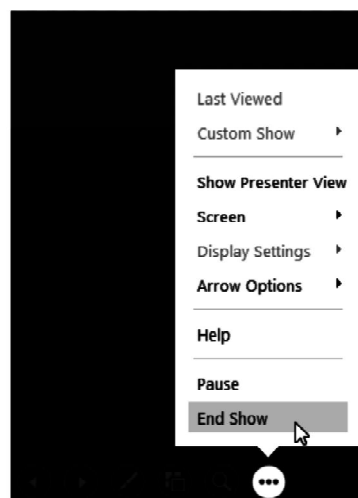 Last Viewed
Custom Show
Show Presenter View
Screen
Display Settings
Arrow Options
Help
Pause
End Show